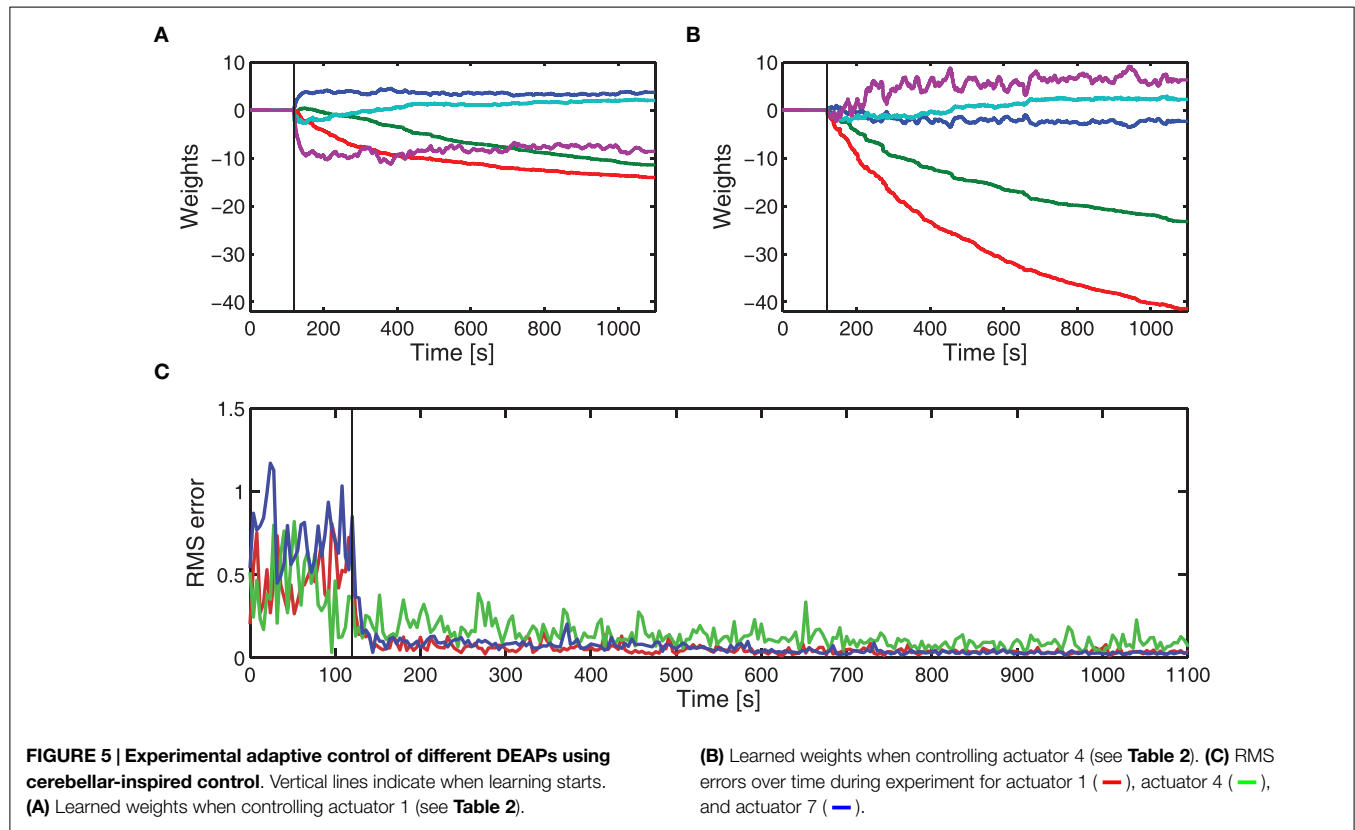 A
B
10
0
−10
−20
−30
−40
Weights
0 200 400 600 800 1000
Time [s]
10
0
−10
−20
−30
−40
Weights
0 200 400 600 800 1000
Time [s]
C
1.5
1
0.5
0
RMS error
0 100 200 300 400 500 600 700 800 900 1000 1100
Time [s]
FIGURE 5 | Experimental adaptive control of different DEAPs using
cerebellar-inspired control. Vertical lines indicate when learning starts.
(A) Learned weights when controlling actuator 1 (see Table 2).
(B) Learned weights when controlling actuator 4 (see Table 2). (C) RMS
errors over time during experiment for actuator 1 ( ), actuator 4 ( ),
and actuator 7 ( ).